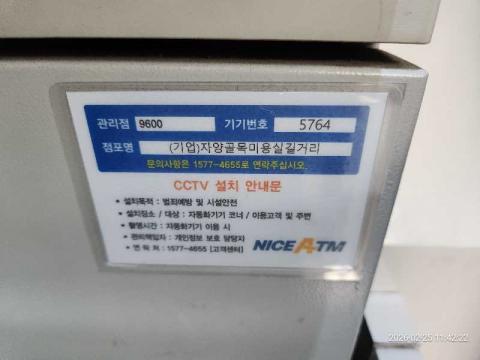 관리점 9600 기기번호 5764
점포명 (기업)자양골목미용실길거리
문의사항은 1577-4655로 연락주십시오.
CCTV 설치 안내문
• 설치목적 : 범죄예방 및 시설안전
• 설치장소 / 대상 : 자동화기기 코너 / 이용고객 및 주변
• 촬영시간 : 자동화기기 이용 시
• 관리책임자 : 개인정보 보호 담당자
• 연 락 처 : 1577-4655 [고객센터]
NICE ATM
2026-02-25 11:42:22